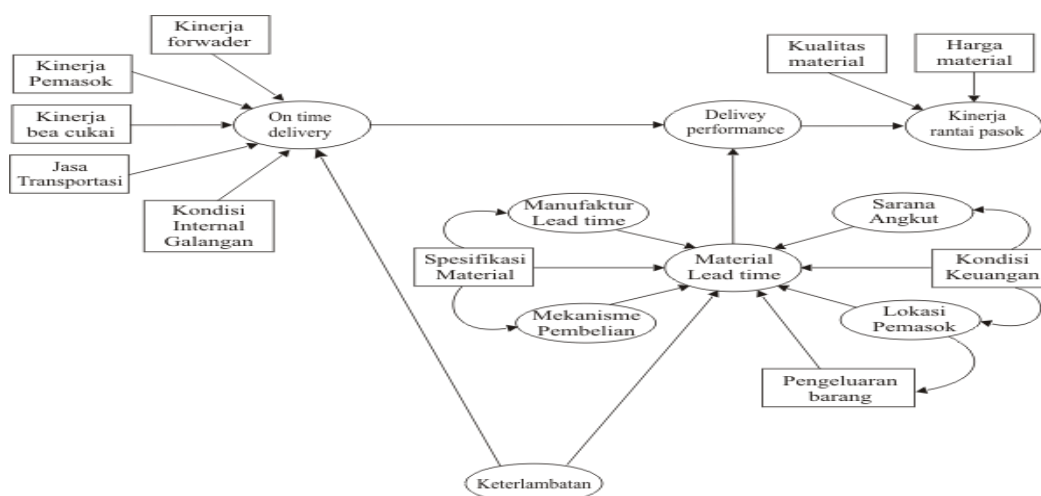 Kinerja
forwader
Kinerja
Pemasok
Kinerja
bea cukai
Jasa
Transportasi
Kondisi
Internal
Galangan
On time
delivery
Delivey
performance
Kualitas
material
Harga
material
Kinerja
rantai pasok
Manufaktur
Lead time
Spesifikasi
Material
Mekanisme
Pembelian
Material
Lead time
Sarana
Angkut
Kondisi
Keuangan
Lokasi
Pemasok
Pengeluaran
barang
Keterlambatan